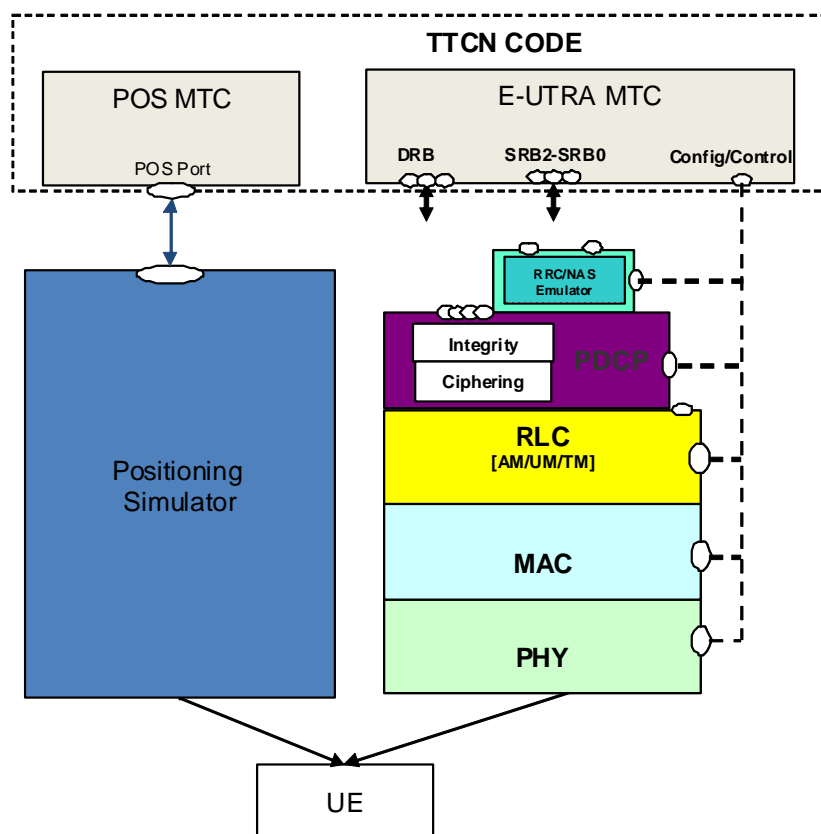 TTCN CODE
POS MTC
E-UTRA MTC
DRB
SRB2-SRB0
Config/Control
POS Port
RRC/NAS
Emulator
Integrity
PDCP
Ciphering
RLC
[AM/UM/TM]
Positioning
Simulator
MAC
PHY
UE